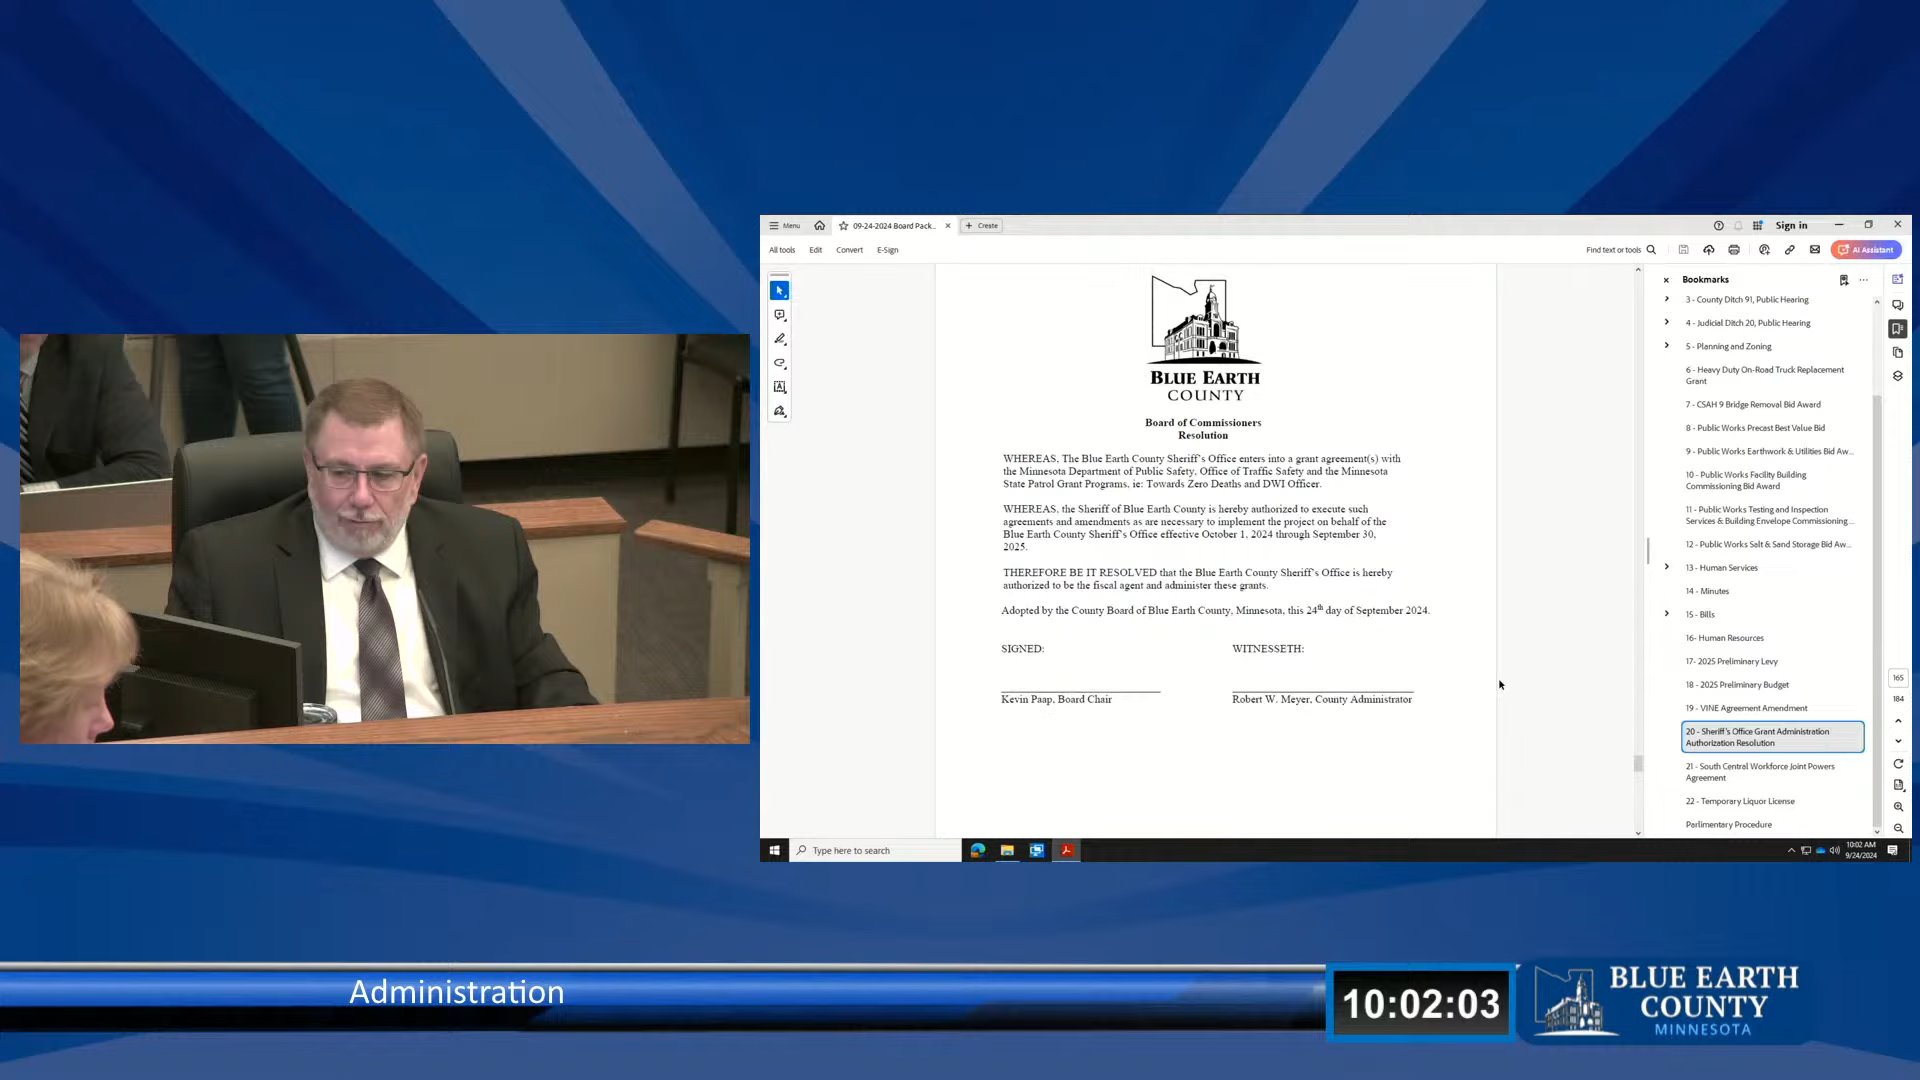 Menu
09-24-2024 Board Pack...
Create
Sign in
All tools
Edit
Convert
E-Sign
Find text or tools
AI Assistant
BLUE EARTH
COUNTY
Board of Commissioners
Resolution
WHEREAS, The Blue Earth County Sheriff's Office enters into a grant agreement(s) with
the Minnesota Department of Public Safety, Office of Traffic Safety and the Minnesota
State Patrol Grant Programs, ie: Towards Zero Deaths and DWI Officer.
WHEREAS, the Sheriff of Blue Earth County is hereby authorized to execute such
agreements and amendments as are necessary to implement the project on behalf of the
Blue Earth County Sheriff's Office effective October 1, 2024 through September 30,
2025.
THEREFORE BE IT RESOLVED that the Blue Earth County Sheriff's Office is hereby
authorized to be the fiscal agent and administer these grants.
Adopted by the County Board of Blue Earth County, Minnesota, this 24th day of September 2024.
SIGNED:
WITNESSETH:
Kevin Paap, Board Chair
Robert W. Meyer, County Administrator
Bookmarks
3 - County Ditch 91, Public Hearing
4 - Judicial Ditch 20, Public Hearing
5 - Planning and Zoning
6 - Heavy Duty On-Road Truck Replacement
Grant
7 - CSAH 9 Bridge Removal Bid Award
8 - Public Works Precast Best Value Bid
9 - Public Works Earthwork & Utilities Bid Aw...
10 - Public Works Facility Building
Commissioning Bid Award
11 - Public Works Testing and Inspection
Services & Building Envelope Commissioning ...
12 - Public Works Salt & Sand Storage Bid Aw...
13 - Human Services
14 - Minutes
15 - Bills
16- Human Resources
17- 2025 Preliminary Levy
18 - 2025 Preliminary Budget
19 - VINE Agreement Amendment
20 - Sheriff's Office Grant Administration
Authorization Resolution
21 - South Central Workforce Joint Powers
Agreement
22 - Temporary Liquor License
Parlimentary Procedure
165
184
Type here to search
10:02 AM
9/24/2024
Administration
10:02:03
BLUE EARTH
COUNTY
MINNESOTA